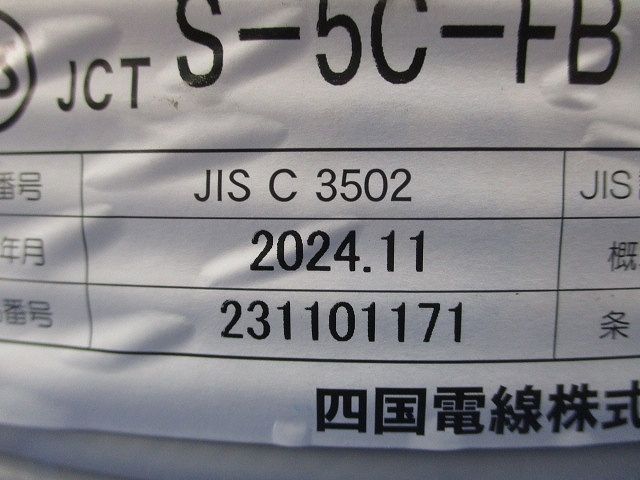 JCT S-5C-FB
番号 JIS C 3502 JIS
年月 2024.11 概
番号 231101171 条
四国電線株式